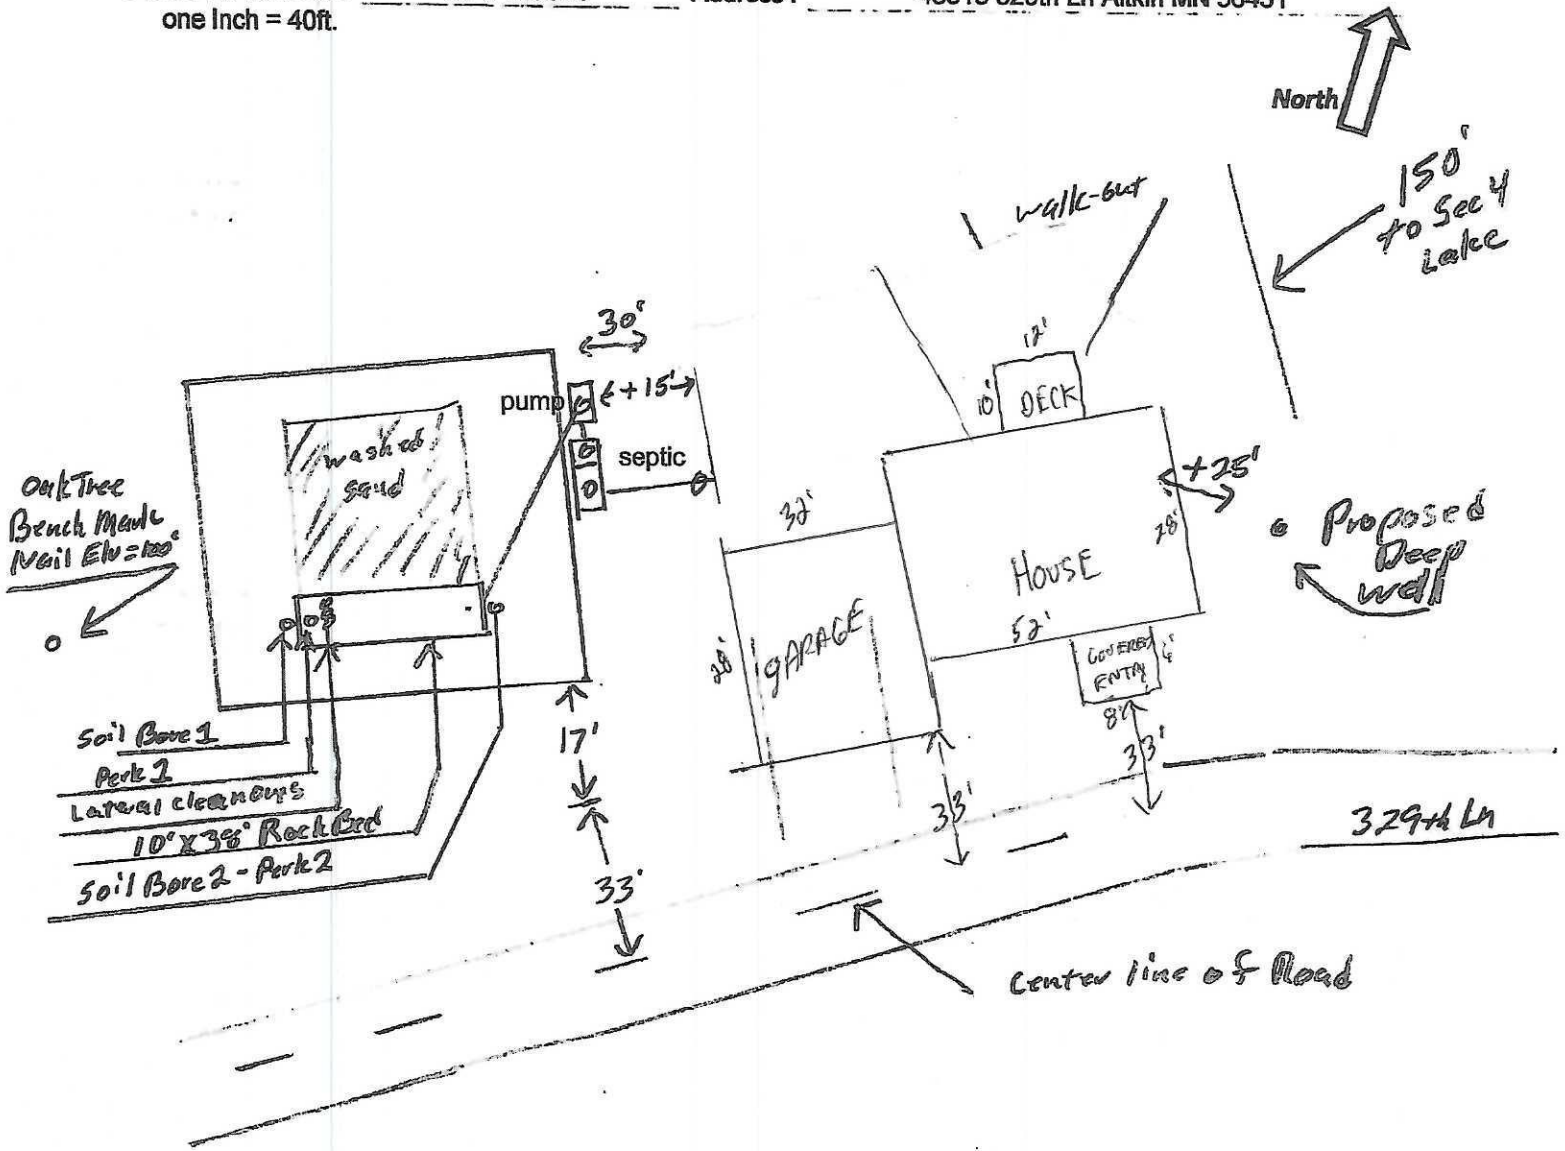 one Inch = 40ft.
North
150'
to Sec 4
Lake
walk-out
30'
12'
pump
+15'
10'
DECK
washed
sand
septic
+25'
Oak Tree
Bench Mark
Nail Elv=100'
32'
28'
Proposed
Deep
well
HOUSE
52'
GARAGE
28'
COVERED
ENTRY
6'
8'
Soil Bore 1
17'
33'
Perk 1
Lateral cleanouts
33'
10' X 38' Rock Bed
329th Ln
Soil Bore 2 - Perk 2
33'
Center line of Road